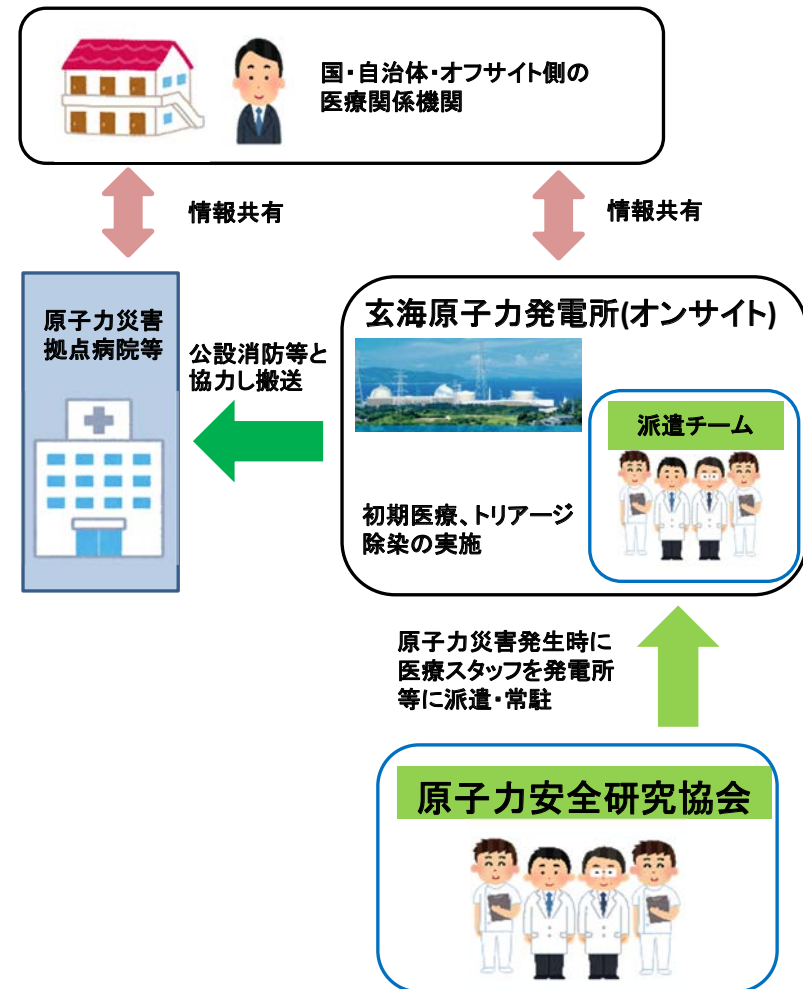 国・自治体・オフサイト側の
医療関係機関
情報共有
情報共有
原子力災害
拠点病院等
公設消防等と
協力し搬送
玄海原子力発電所(オンサイト)
派遣チーム
初期医療、トリアージ
除染の実施
原子力災害発生時に
医療スタッフを発電所
等に派遣・常駐
原子力安全研究協会